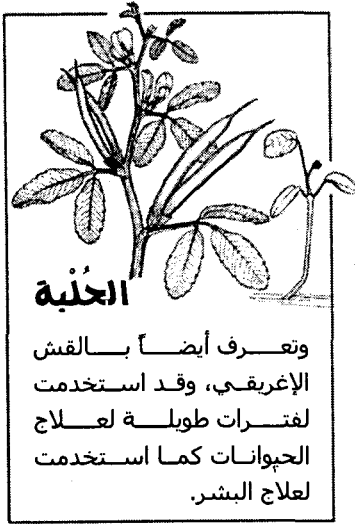 الحُلْبة
وتعرف أيضاً بالقش
الإغريقي، وقد استخدمت
لفترات طويلة لعلاج
الحيوانات كما استخدمت
لعلاج البشر.